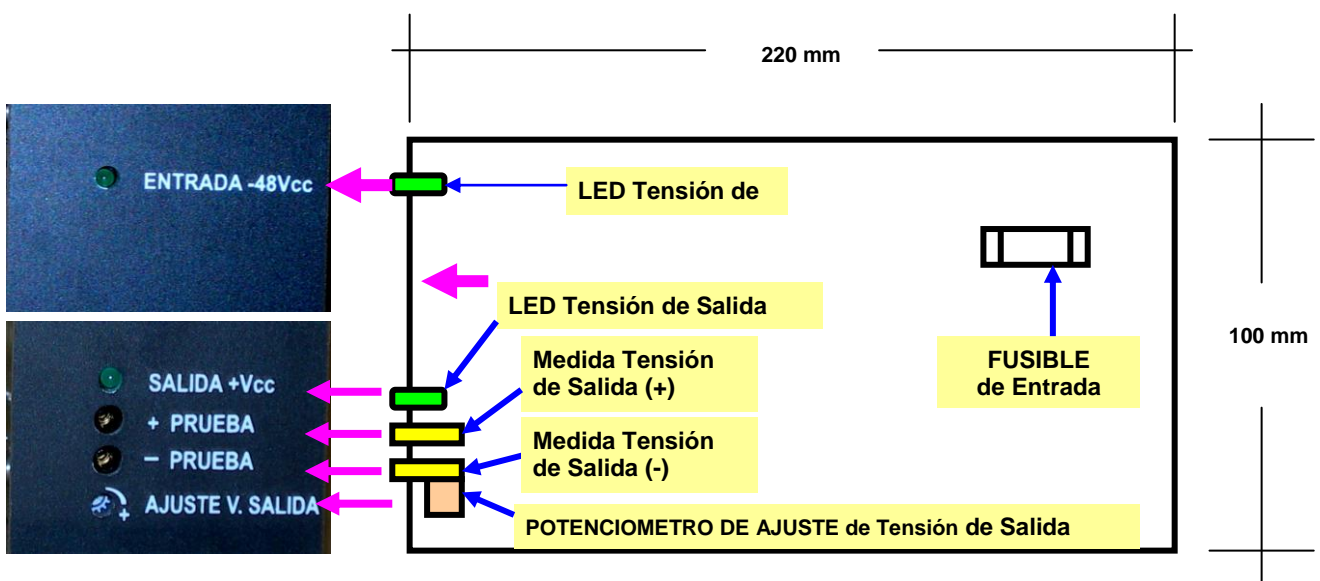 220 mm
ENTRADA -48Vcc
LED Tensión de
LED Tensión de Salida
100 mm
Medida Tensión
de Salida (+)
FUSIBLE
de Entrada
SALIDA +Vcc
+ PRUEBA
- PRUEBA
AJUSTE V. SALIDA
Medida Tensión
de Salida (-)
POTENCIOMETRO DE AJUSTE de Tensión de Salida